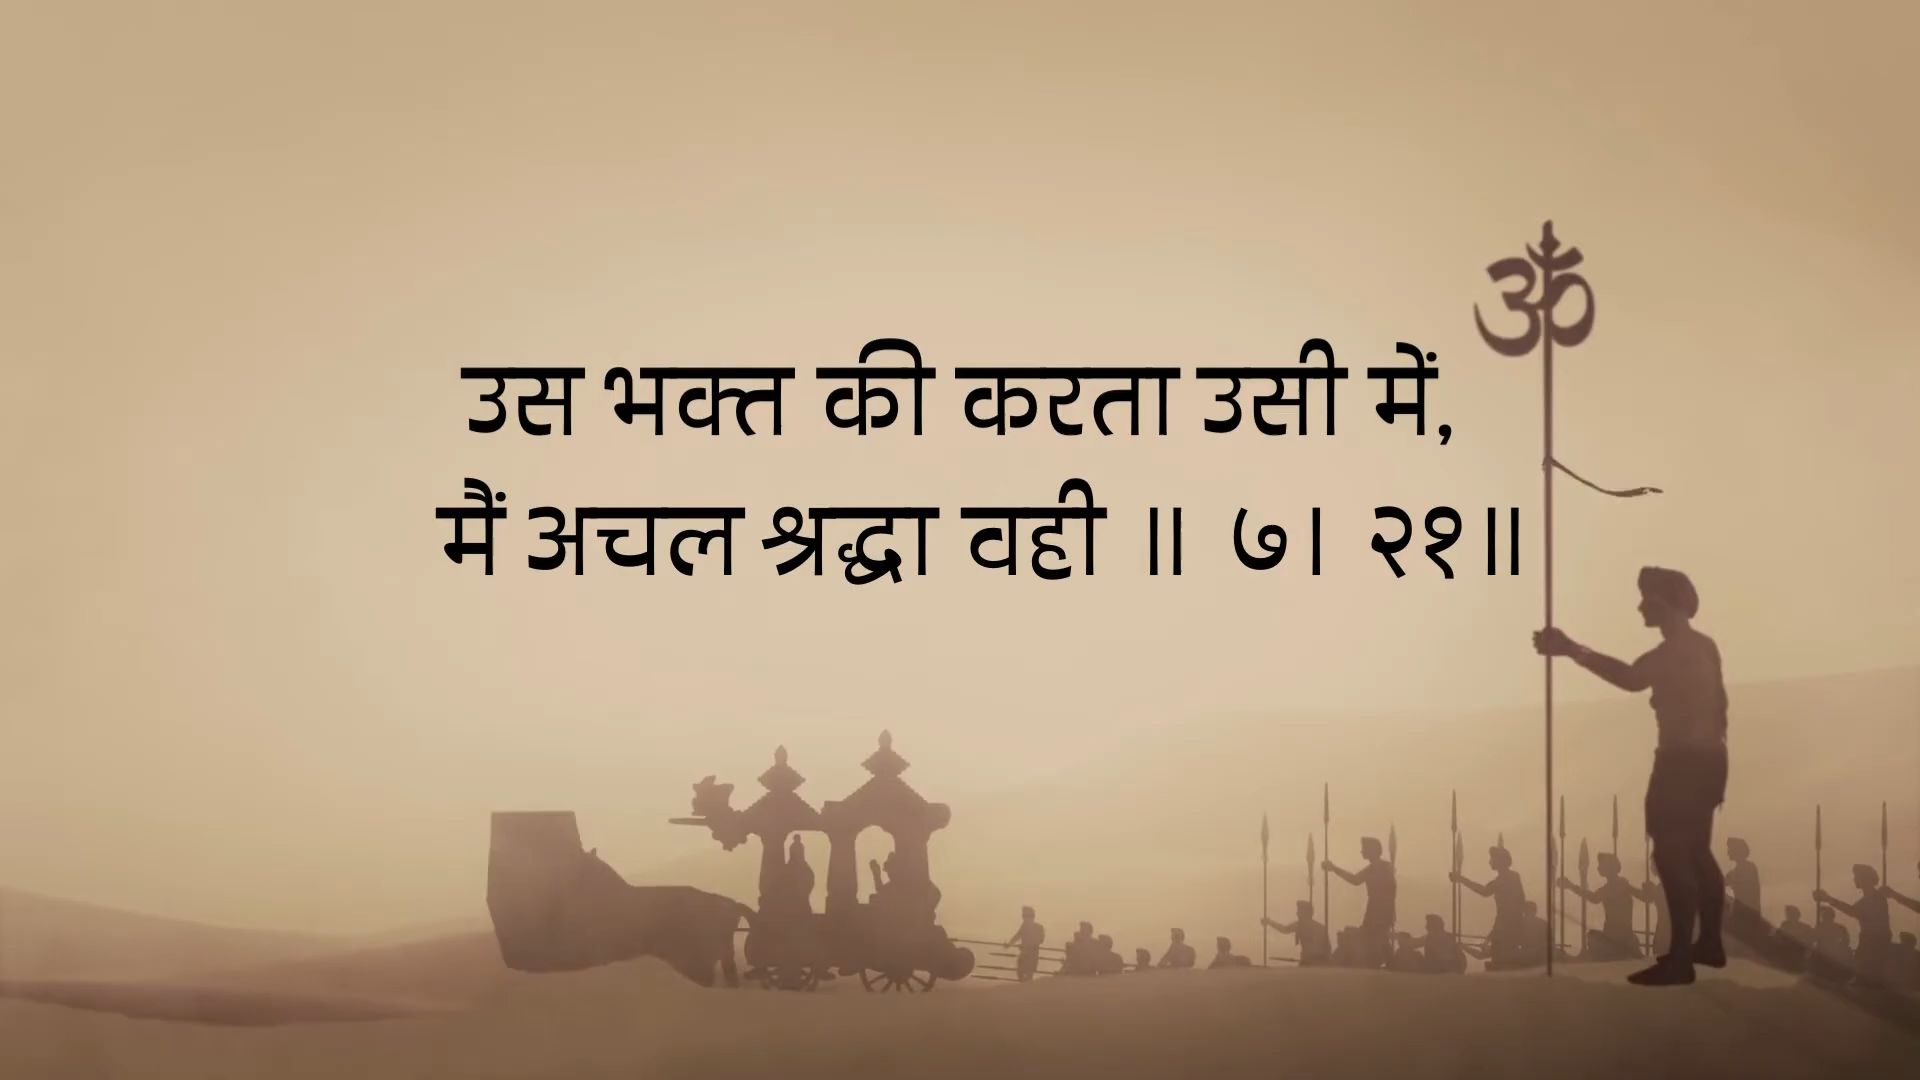 उस भक्त की करता उसी में,
मैं अचल श्रद्धा वही ॥ ७। २१॥
ॐ